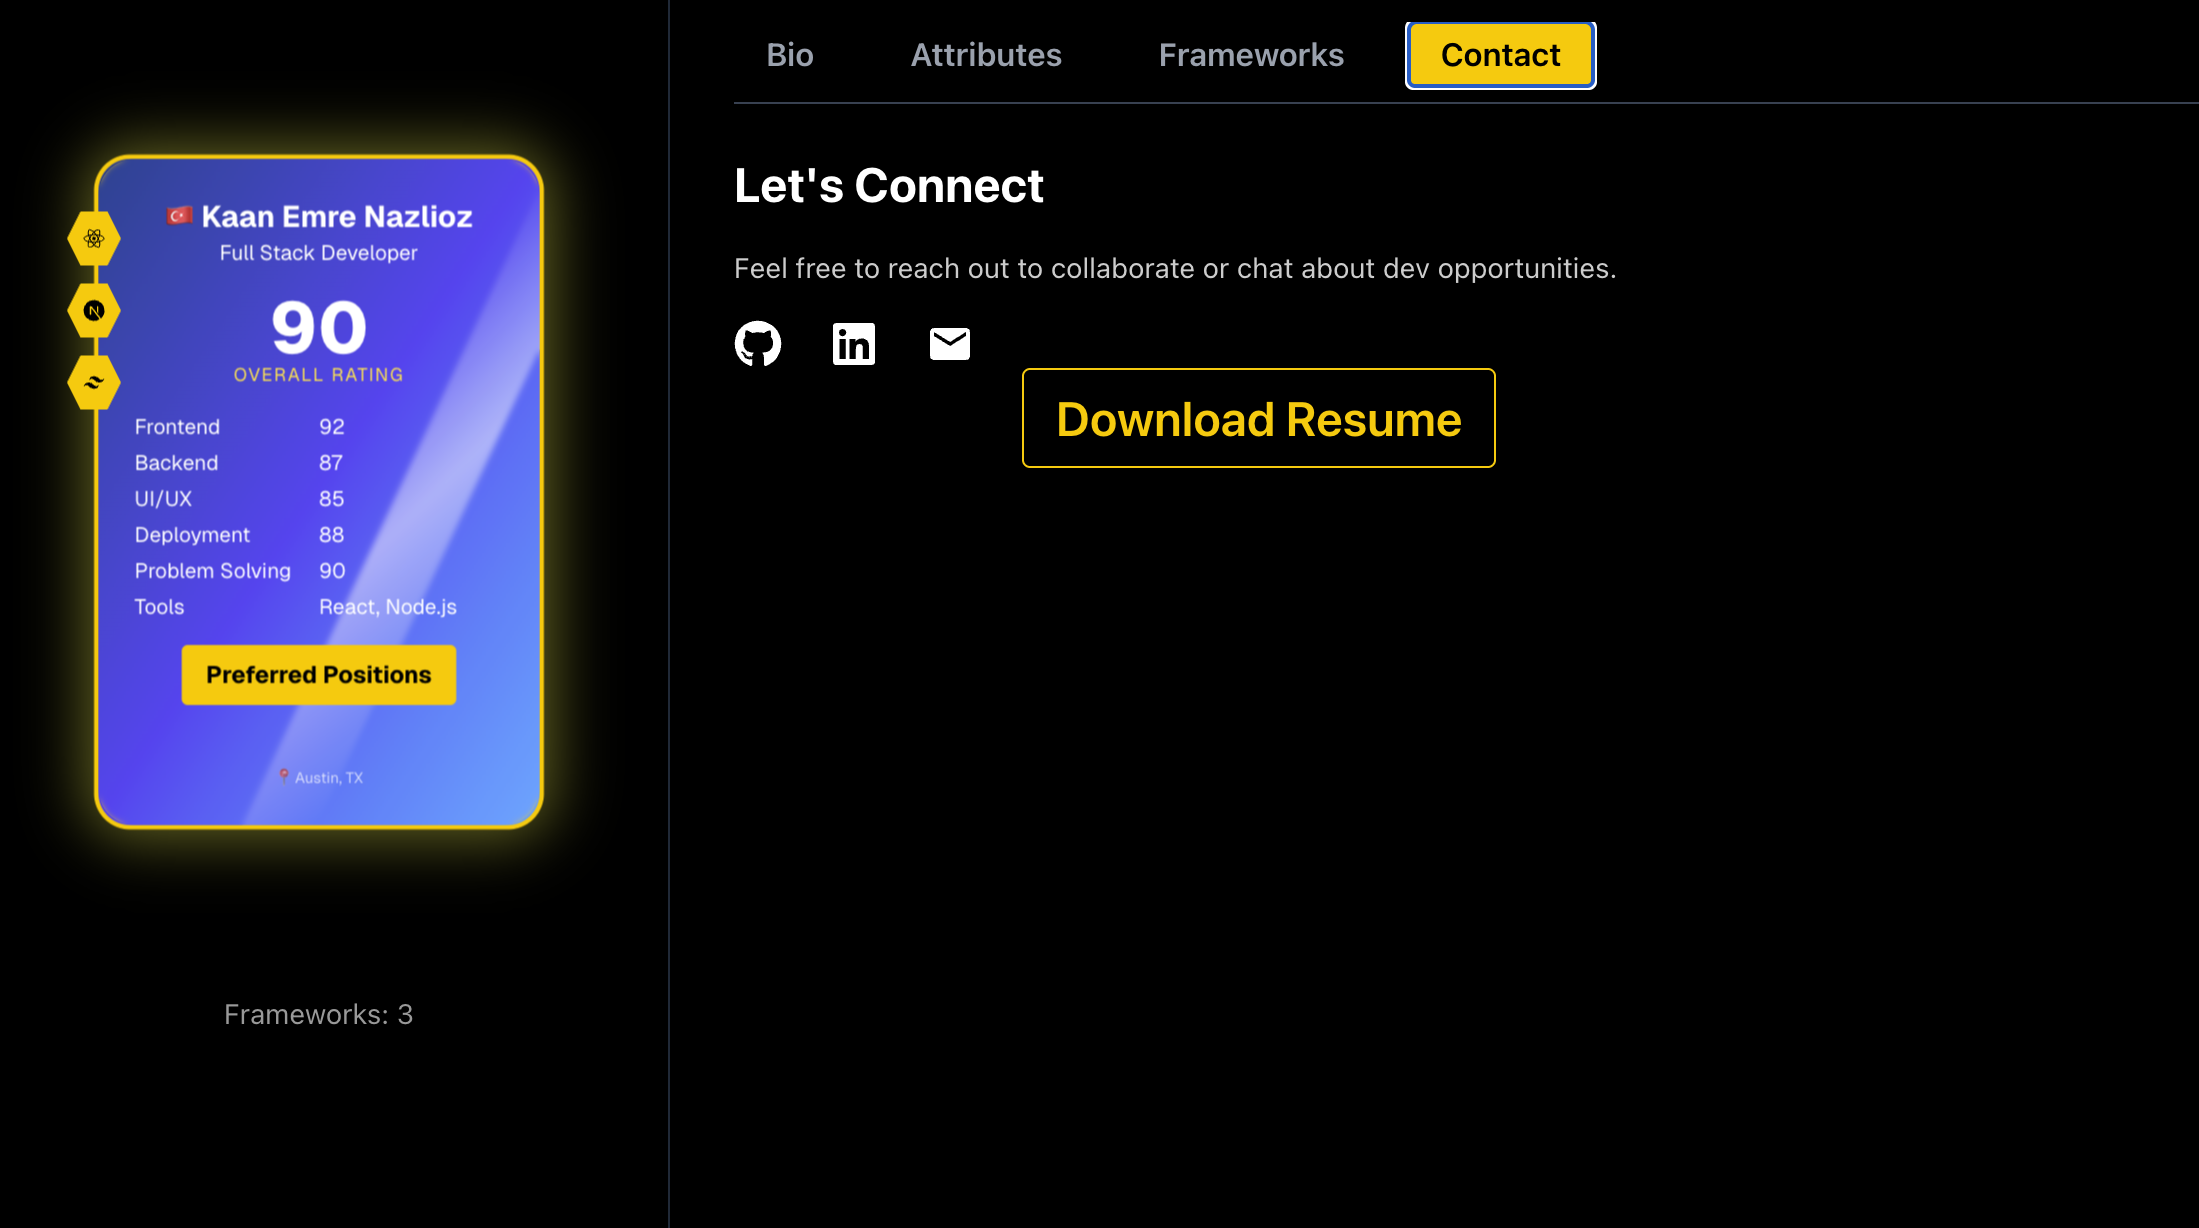 Bio Attributes Frameworks Contact
Kaan Emre Nazlioz
Full Stack Developer
90
OVERALL RATING
Frontend 92
Backend 87
UI/UX 85
Deployment 88
Problem Solving 90
Tools React, Node.js
Preferred Positions
Austin, TX
Frameworks: 3
Let's Connect
Feel free to reach out to collaborate or chat about dev opportunities.
in
Download Resume